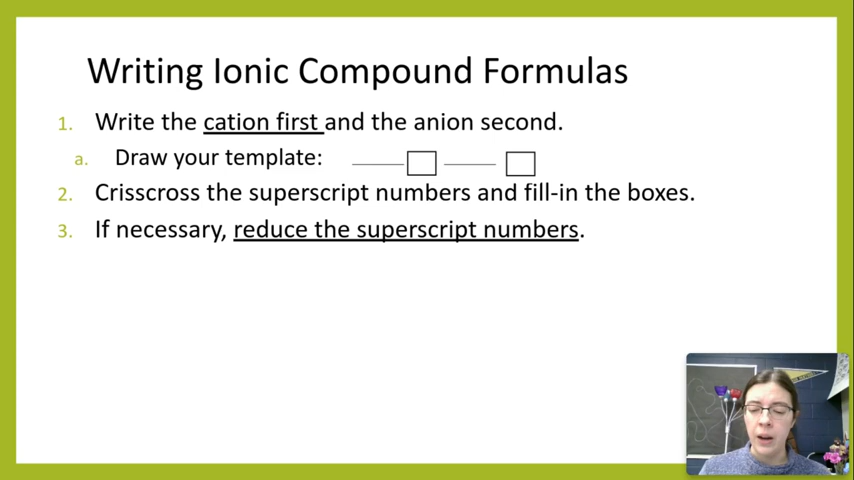 Writing Ionic Compound Formulas
1. Write the cation first and the anion second.
a. Draw your template:
2. Crisscross the superscript numbers and fill-in the boxes.
3. If necessary, reduce the superscript numbers.